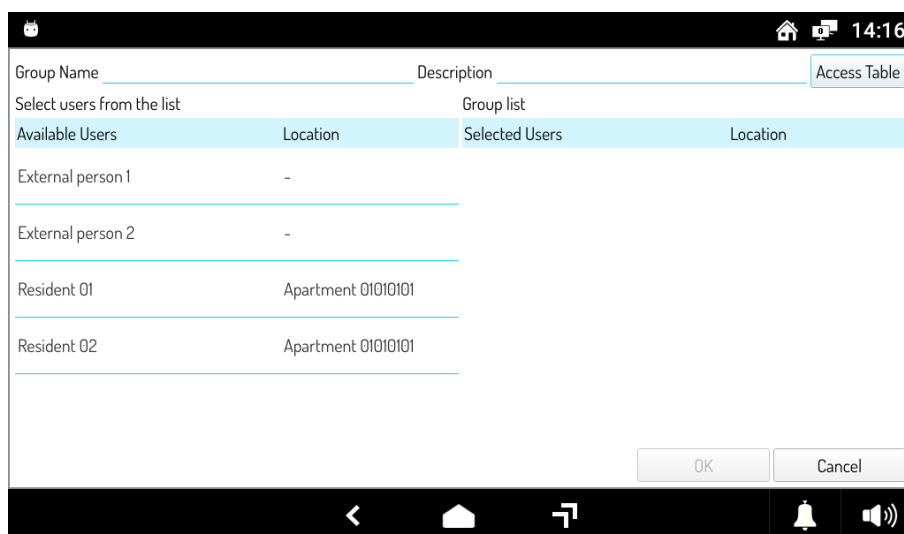 14:16
Group Name Description Access Table
Select users from the list Group list
Available Users Location Selected Users Location
External person 1 -
External person 2 -
Resident 01 Apartment 01010101
Resident 02 Apartment 01010101
OK Cancel